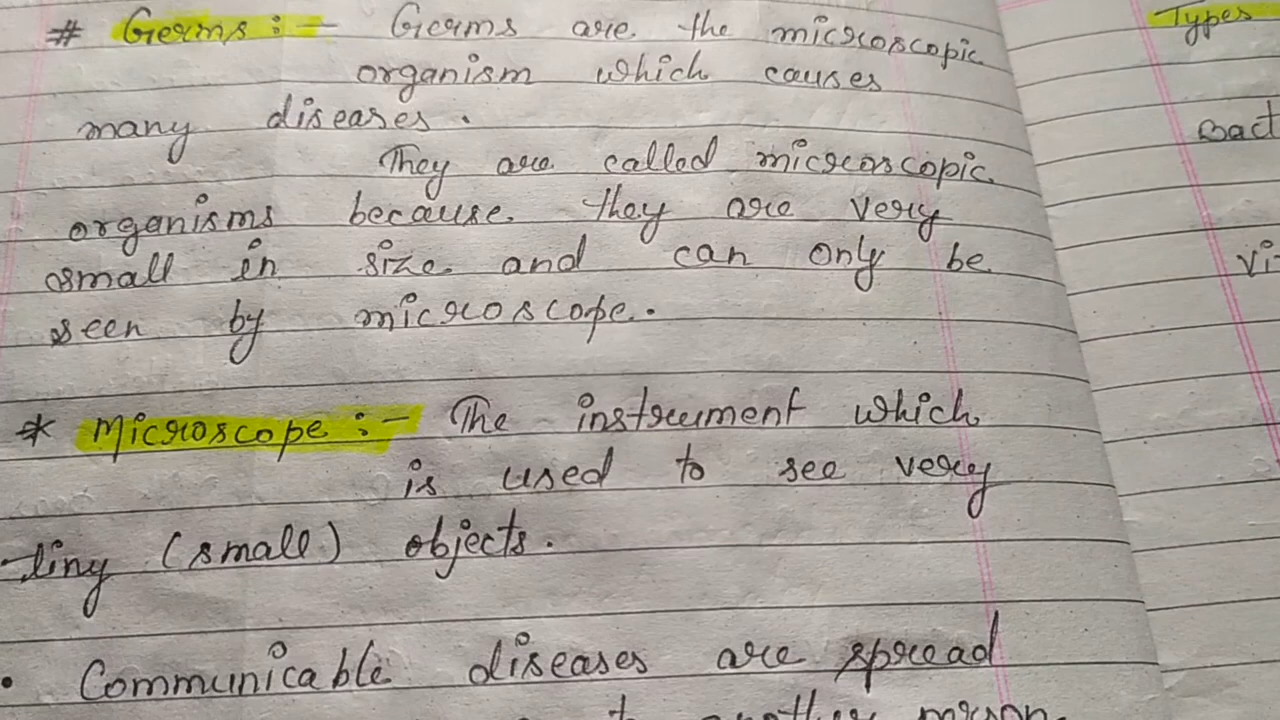 # Germs :- Germs are the microscopic
organism which causes
many diseases.
They are called microscopic
organisms because they are very
small in size and can only be
seen by microscope.
* Microscope :- The instrument which
is used to see very
tiny (small) objects.
• Communicable diseases are spread
to another
Types
Bact
Vi